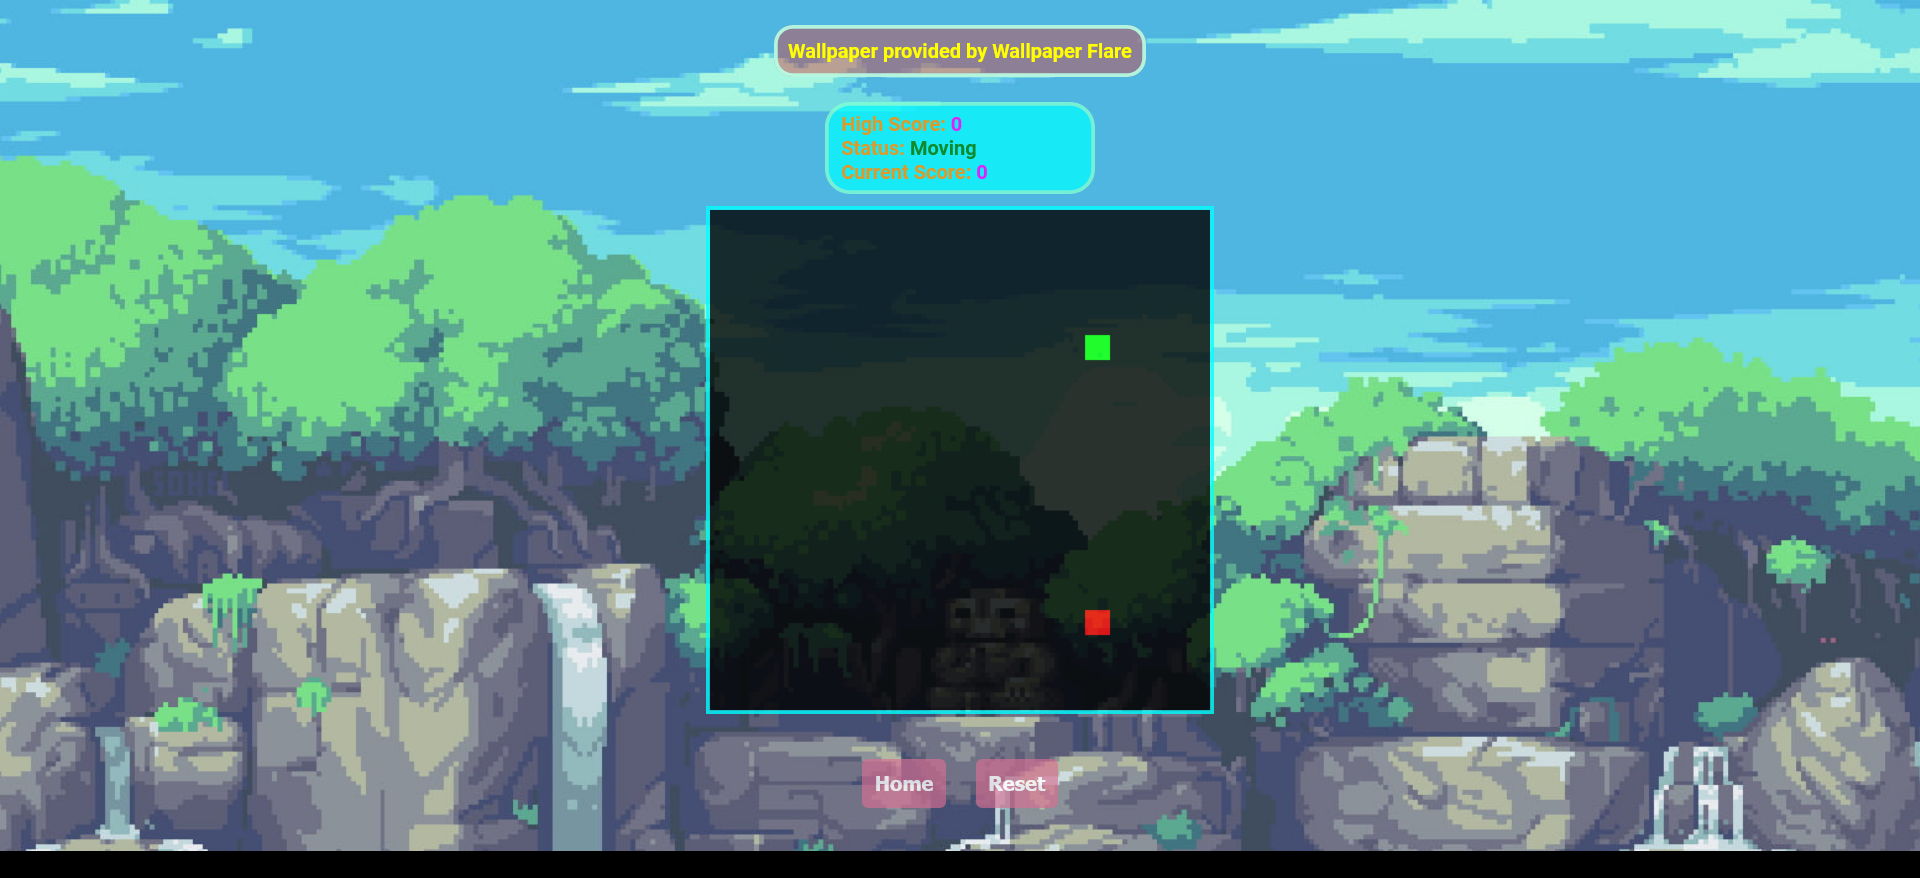 Wallpaper provided by Wallpaper Flare
High Score: 0
Status: Moving
Current Score: 0
Home
Reset